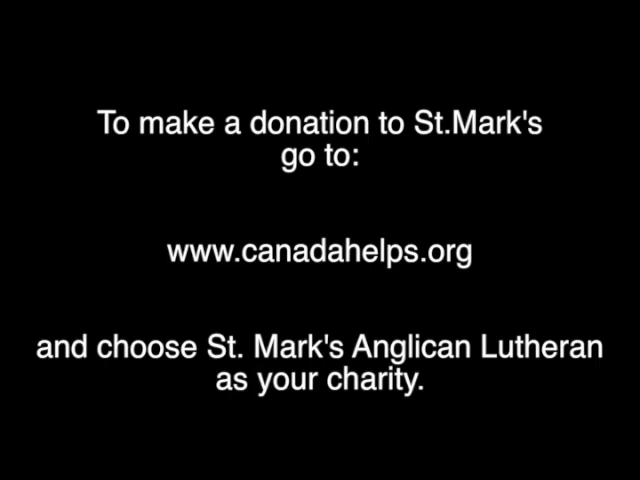 To make a donation to St.Mark's
go to:
www.canadahelps.org
and choose St. Mark's Anglican Lutheran
as your charity.